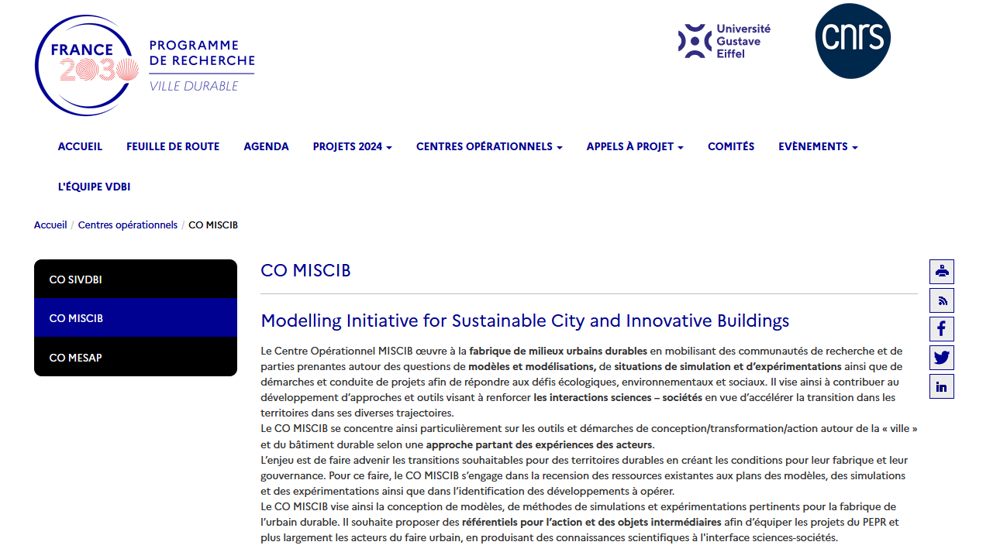 FRANCE
2030
PROGRAMME
DE RECHERCHE
VILLE DURABLE
Université
Gustave
Eiffel
cnrs
ACCUEIL FEUILLE DE ROUTE AGENDA PROJETS 2024 CENTRES OPÉRATIONNELS APPELS À PROJET COMITÉS EVÈNEMENTS
L'ÉQUIPE VDBI
Accueil / Centres opérationnels / CO MISCIB
CO SIVDBI
CO MISCIB
CO MESAP
CO MISCIB
Modelling Initiative for Sustainable City and Innovative Buildings
Le Centre Opérationnel MISCIB œuvre à la fabrique de milieux urbains durables en mobilisant des communautés de recherche et de
parties prenantes autour des questions de modèles et modélisations, de situations de simulation et d’expérimentations ainsi que de
démarches et conduite de projets afin de répondre aux défis écologiques, environnementaux et sociaux. Il vise ainsi à contribuer au
développement d’approches et outils visant à renforcer les interactions sciences – sociétés en vue d’accélérer la transition dans les
territoires dans ses diverses trajectoires.
Le CO MISCIB se concentre ainsi particulièrement sur les outils et démarches de conception/transformation/action autour de la « ville »
et du bâtiment durable selon une approche partant des expériences des acteurs.
L’enjeu est de faire advenir les transitions souhaitables pour des territoires durables en créant les conditions pour leur fabrique et leur
gouvernance. Pour ce faire, le CO MISCIB s’engage dans la recension des ressources existantes aux plans des modèles, des simulations
et des expérimentations ainsi que dans l’identification des développements à opérer.
Le CO MISCIB vise ainsi la conception de modèles, de méthodes de simulations et expérimentations pertinents pour la fabrique de
l’urbain durable. Il souhaite proposer des référentiels pour l’action et des objets intermédiaires afin d’équiper les projets du PEPR et
plus largement les acteurs du faire urbain, en produisant des connaissances scientifiques à l'interface sciences-sociétés.